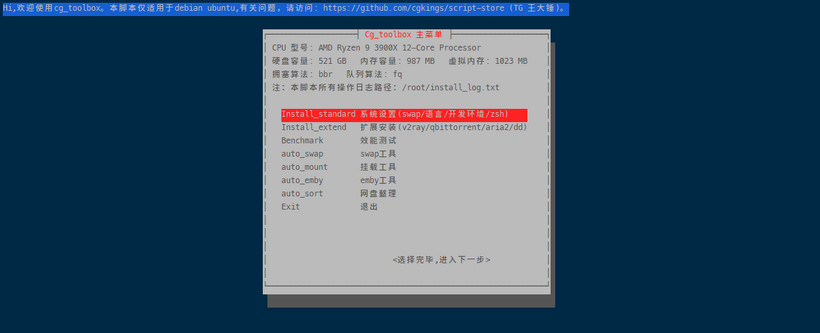 Hi,欢迎使用cg_toolbox。本脚本仅适用于debian ubuntu,有关问题，请访问: https://github.com/cgkings/script-store (TG 王大锤)。
Cg_toolbox 主菜单
CPU 型号: AMD Ryzen 9 3900X 12-Core Processor
硬盘容量: 521 GB 内存容量: 987 MB 虚拟内存: 1023 MB
拥塞算法: bbr 队列算法: fq
注: 本脚本所有操作日志路径: /root/install_log.txt
Install_standard 系统设置(swap/语言/开发环境/zsh)
Install_extend 扩展安装(v2ray/qbittorrent/aria2/dd)
Benchmark 效能测试
auto_swap swap工具
auto_mount 挂载工具
auto_emby emby工具
auto_sort 网盘整理
Exit 退出
<选择完毕,进入下一步>